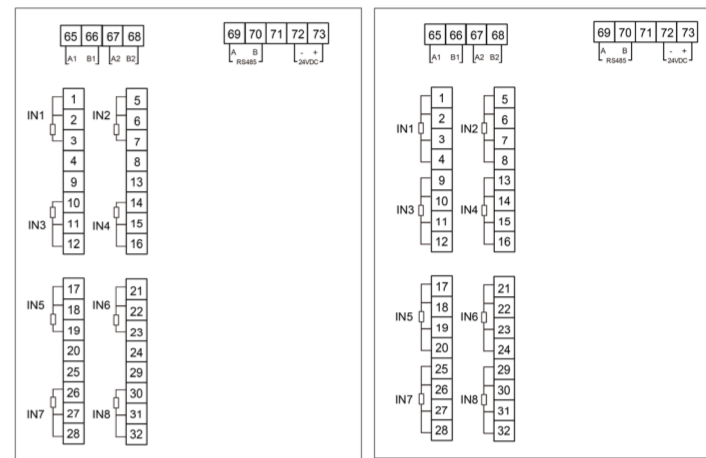 65 66 67 68
A1 B1 A2 B2
69 70 71 72 73
A B - +
RS485 24VDC
1 5
IN1 2 IN2 6
3 7
4 8
9 13
10 14
IN3 11 IN4 15
12 16
17 21
IN5 18 IN6 22
19 23
20 24
25 29
26 30
IN7 27 IN8 31
28 32
65 66 67 68
A1 B1 A2 B2
69 70 71 72 73
A B - +
RS485 24VDC
1 5
2 6
IN1 IN2
3 7
4 8
9 13
10 14
IN3 IN4
11 15
12 16
17 21
18 22
IN5 IN6
19 23
20 24
25 29
26 30
IN7 IN8
27 31
28 32